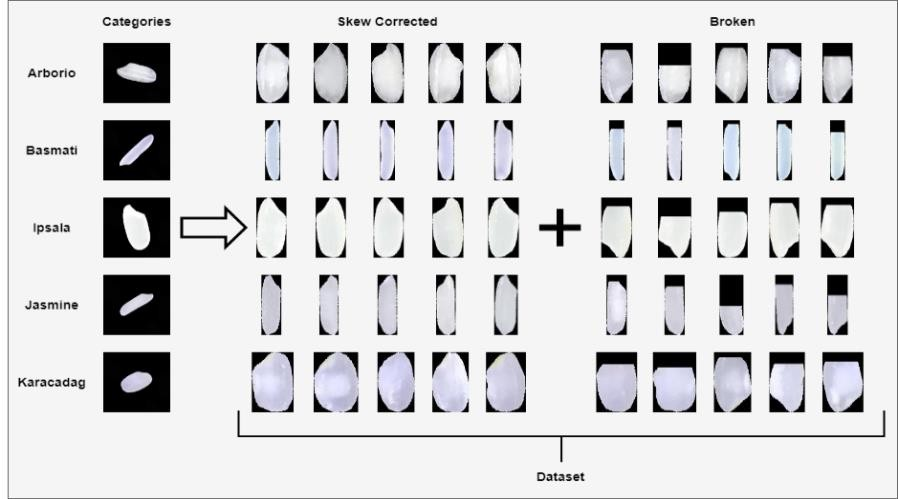 Categories
Skew Corrected
Broken
Arborio
Basmati
Ipsala
Jasmine
Karacadag
Dataset